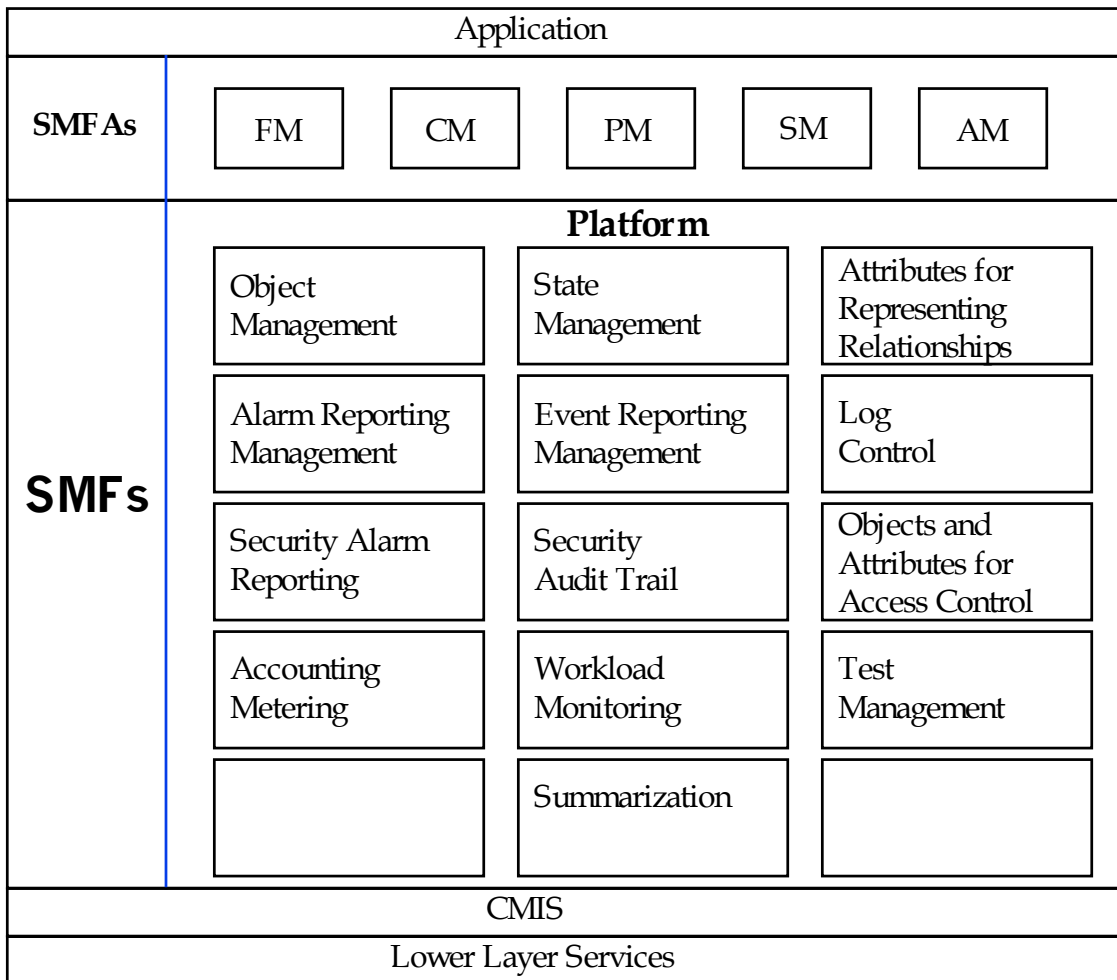 Application
SMFAs
FM
CM
PM
SM
AM
Platform
SMFs
Object
Management
State
Management
Attributes for
Representing
Relationships
Alarm Reporting
Management
Event Reporting
Management
Log
Control
Security Alarm
Reporting
Security
Audit Trail
Objects and
Attributes for
Access Control
Accounting
Metering
Workload
Monitoring
Test
Management
Summarization
CMIS
Lower Layer Services